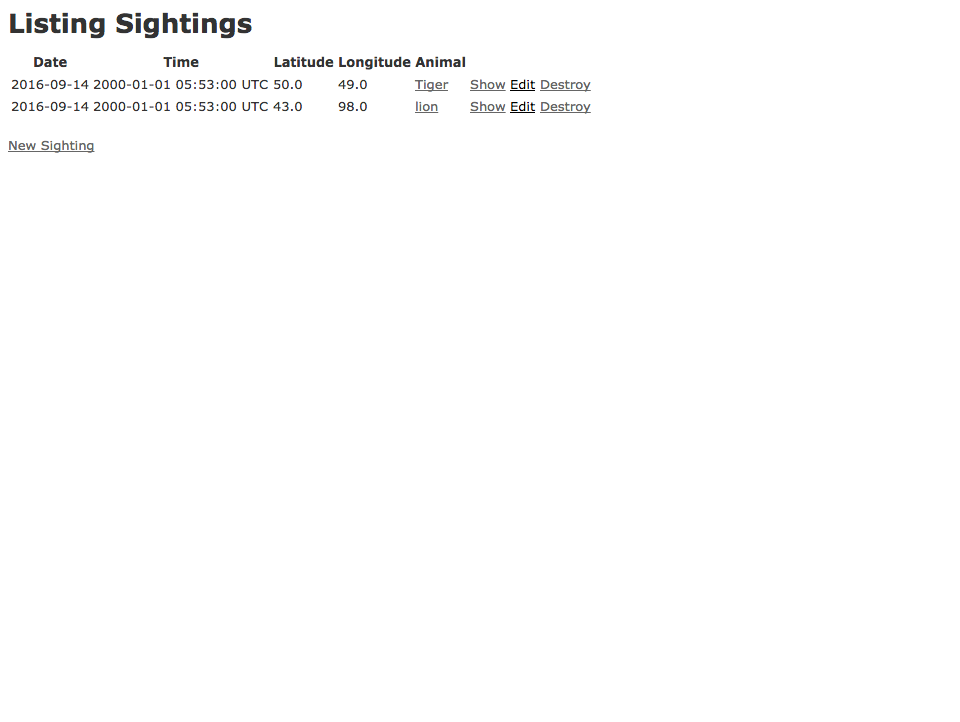 Listing Sightings
Date Time Latitude Longitude Animal
2016-09-14 2000-01-01 05:53:00 UTC 50.0 49.0 Tiger Show Edit Destroy
2016-09-14 2000-01-01 05:53:00 UTC 43.0 98.0 lion Show Edit Destroy
New Sighting